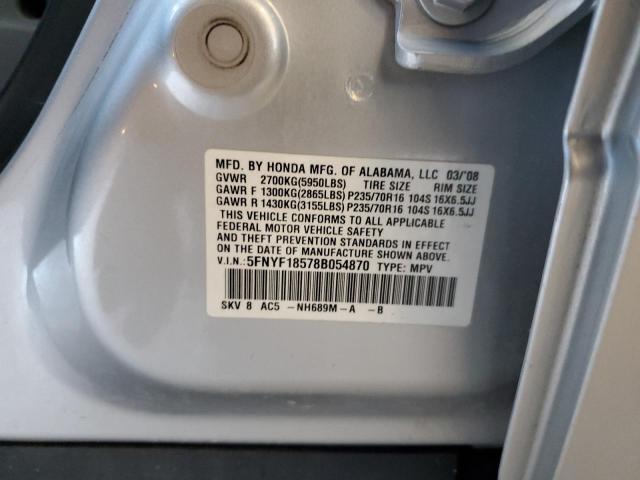 MFD. BY HONDA MFG. OF ALABAMA, LLC 03/'08
GVWR 2700KG(5950LBS) TIRE SIZE RIM SIZE
GAWR F 1300KG(2865LBS) P235/70R16 104S 16X6.5JJ
GAWR R 1430KG(3155LBS) P235/70R16 104S 16X6.5JJ
THIS VEHICLE CONFORMS TO ALL APPLICABLE
FEDERAL MOTOR VEHICLE SAFETY
AND THEFT PREVENTION STANDARDS IN EFFECT
ON THE DATE OF MANUFACTURE SHOWN ABOVE.
V.I.N.: 5FNYF18578B054870 TYPE: MPV
SKV 8 AC5 -NH689M-A -B